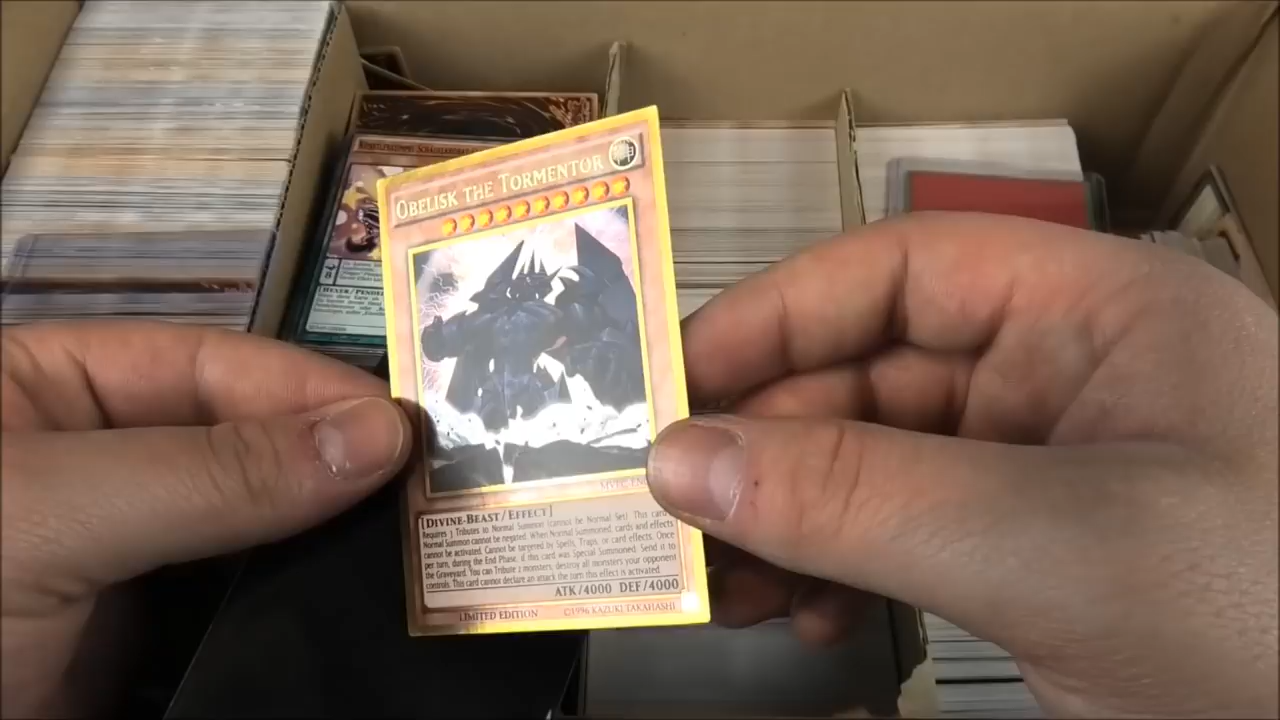 OBELISK THE TORMENTOR
[DIVINE-BEAST/EFFECT]
Requires 3 Tributes to Normal Summon (cannot be Normal Set). This card's
Normal Summon cannot be negated. When Normal Summoned, cards and effects
cannot be activated. Cannot be targeted by Spells, Traps, or card effects. Once
per turn, during the End Phase, if this card was Special Summoned: Send it to
the Graveyard. You can Tribute 2 monsters; destroy all monsters your opponent
controls. This card cannot declare an attack the turn this effect is activated.
ATK/4000 DEF/4000
LIMITED EDITION ©1996 KAZUKI TAKAHASHI